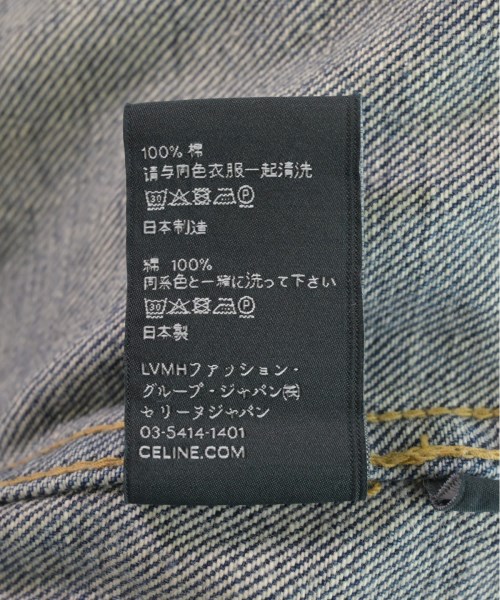 100% 棉
请与同色衣服一起清洗
30 P
日本制造
綿 100%
同系色と一緒に洗って下さい
30 P
日本製
LVMHファッション・
グループ・ジャパン㈱
セリーヌジャパン
03-5414-1401
CELINE.COM